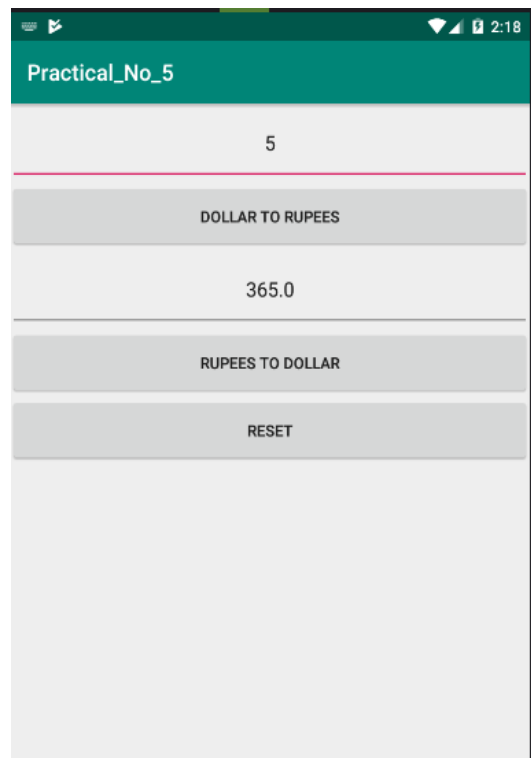 2:18
Practical_No_5
5
DOLLAR TO RUPEES
365.0
RUPEES TO DOLLAR
RESET